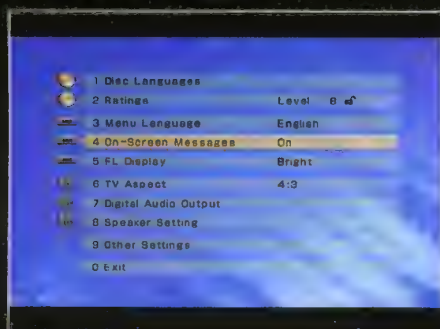 1 Disc Languages
2 Ratings Level 8
3 Menu Language English
4 On-Screen Messages On
5 FL Display Bright
6 TV Aspect 4:3
7 Digital Audio Output
8 Speaker Setting
9 Other Settings
0 Exit